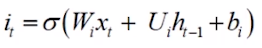 i_t = σ(W_i x_t + U_i h_{t-1} + b_i)